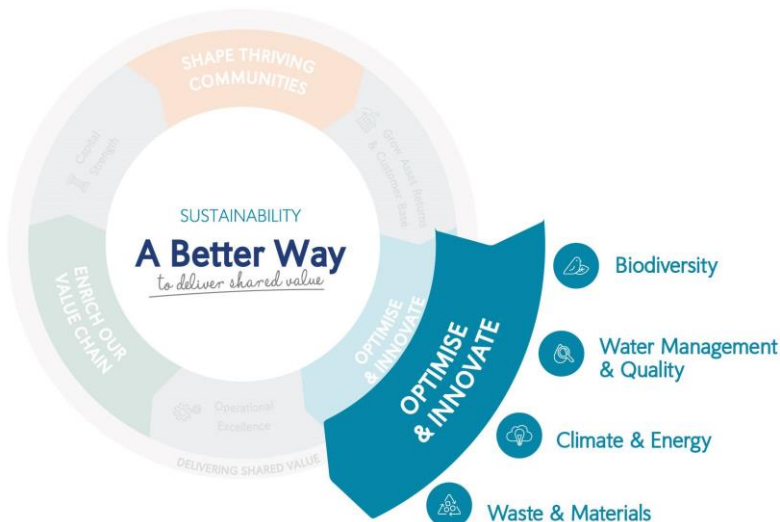 SHAPE THRIVING
COMMUNITIES
Capital
Strength
Grow Asset Returns
& Customer Base
SUSTAINABILITY
A Better Way
to deliver shared value
ENRICH OUR
VALUE CHAIN
OPTIMISE
& INNOVATE
Operational
Excellence
DELIVERING SHARED VALUE
OPTIMISE
& INNOVATE
Biodiversity
Water Management
& Quality
Climate & Energy
Waste & Materials